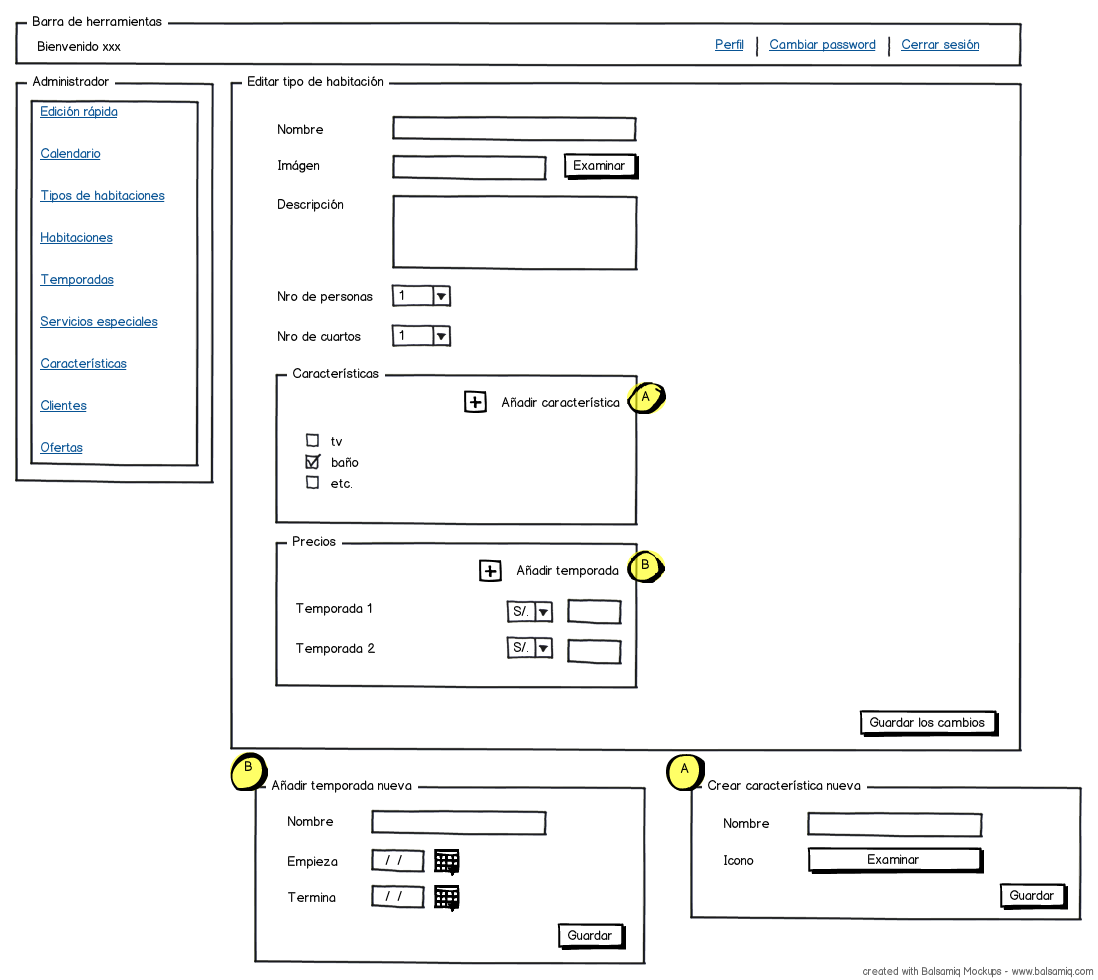 Barra de herramientas
Bienvenido xxx
Perfil
Cambiar password
Cerrar sesión
Administrador
Edición rápida
Calendario
Tipos de habitaciones
Habitaciones
Temporadas
Servicios especiales
Características
Clientes
Ofertas
Editar tipo de habitación
Nombre
Imágen
Examinar
Descripción
Nro de personas
1
Nro de cuartos
1
Características
Añadir característica
A
tv
baño
etc.
Precios
Añadir temporada
B
Temporada 1
S/.
Temporada 2
S/.
Guardar los cambios
B
Añadir temporada nueva
Nombre
Empieza
/ /
Termina
/ /
Guardar
A
Crear característica nueva
Nombre
Icono
Examinar
Guardar
created with Balsamiq Mockups - www.balsamiq.com